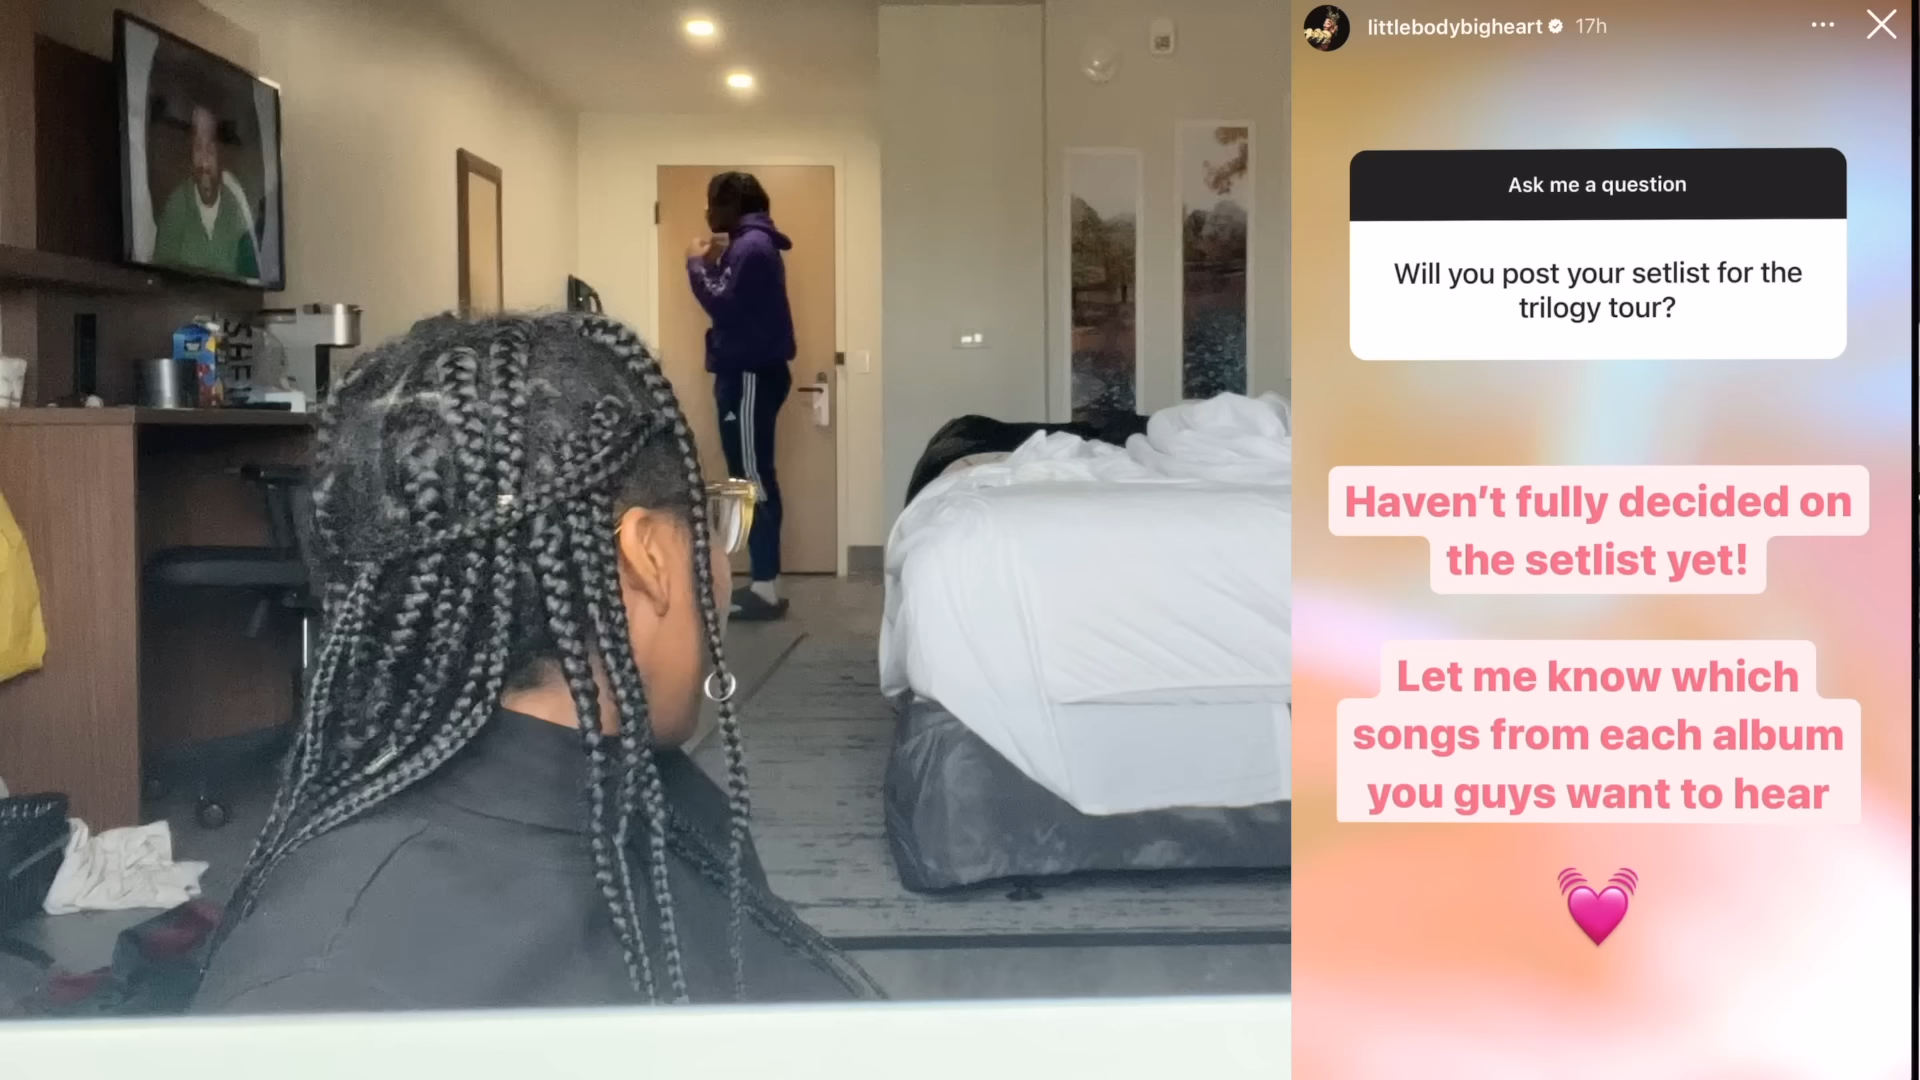 littlebodybigheart 17h
Ask me a question
Will you post your setlist for the
trilogy tour?
Haven't fully decided on
the setlist yet!
Let me know which
songs from each album
you guys want to hear